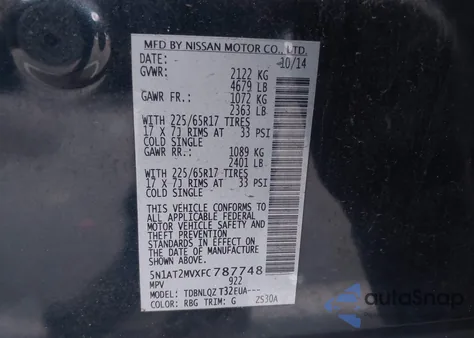 MFD BY NISSAN MOTOR CO., LTD.
DATE: 10/14
GVWR: 2122 KG
4679 LB
GAWR FR.: 1072 KG
2363 LB
WITH 225/65R17 TIRES
17 X 7J RIMS AT 33 PSI
COLD SINGLE
GAWR RR.: 1089 KG
2401 LB
WITH 225/65R17 TIRES
17 X 7J RIMS AT 33 PSI
COLD SINGLE
THIS VEHICLE CONFORMS TO
ALL APPLICABLE FEDERAL
MOTOR VEHICLE SAFETY
AND THEFT PREVENTION
STANDARDS IN EFFECT ON
THE DATE OF MANUFACTURE
SHOWN ABOVE.
5N1AT2MVXFC787748
MPV 922
MODEL: TDBNLQZ T32EUA---
COLOR: RBG TRIM: G ZS30A
autoSnap